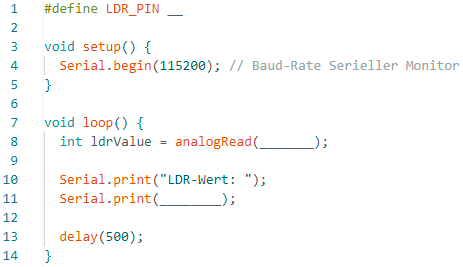 1 #define LDR_PIN __
2
3 void setup() {
4   Serial.begin(115200); // Baud-Rate Serieller Monitor
5 }
6
7 void loop() {
8   int ldrValue = analogRead(_______);
9
10   Serial.print("LDR-Wert: ");
11   Serial.print(________);
12
13   delay(500);
14 }